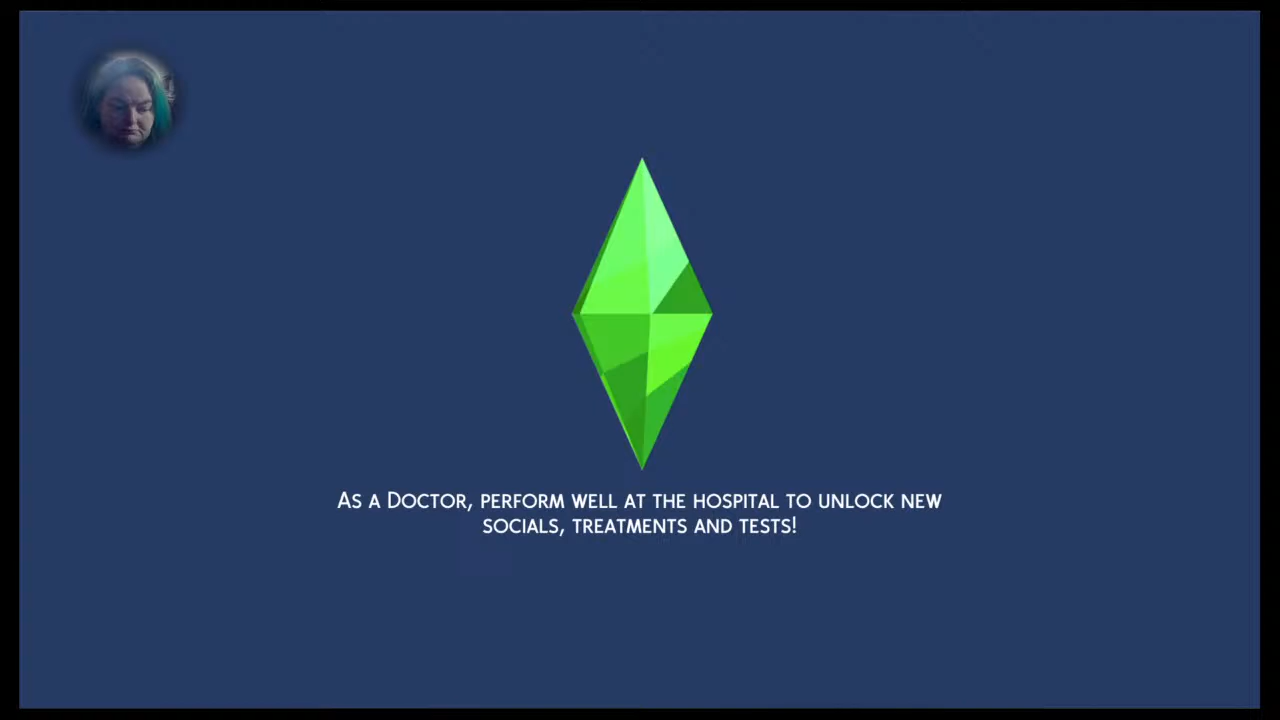 As a Doctor, perform well at the hospital to unlock new
socials, treatments and tests!